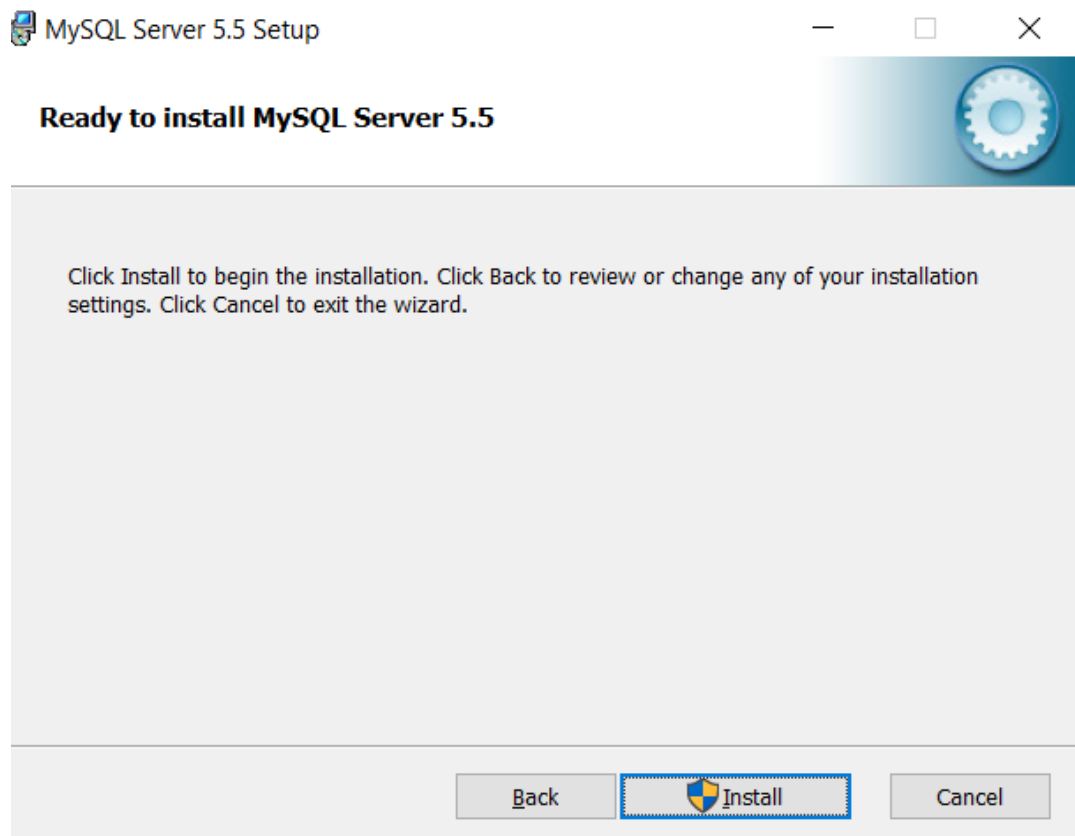 MySQL Server 5.5 Setup
Ready to install MySQL Server 5.5
Click Install to begin the installation. Click Back to review or change any of your installation
settings. Click Cancel to exit the wizard.
Back
Install
Cancel